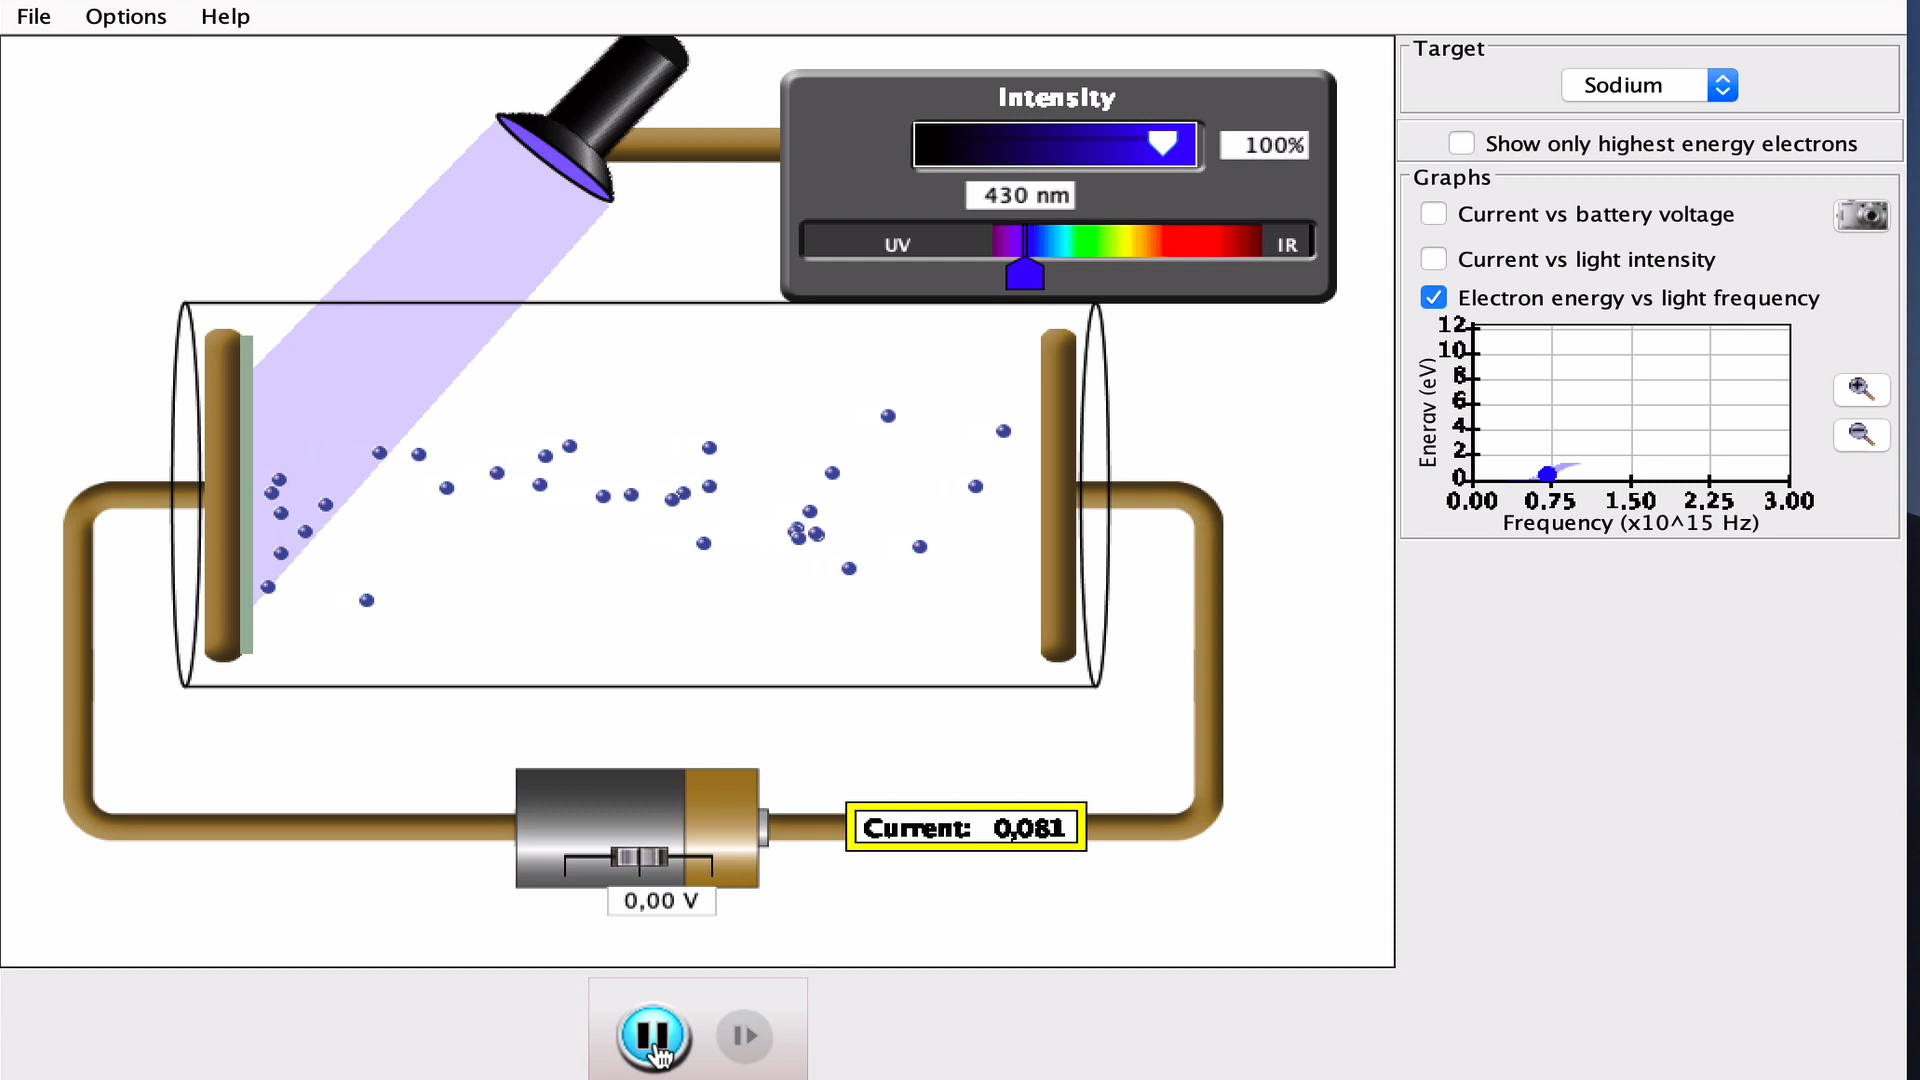 File Options Help
Target
Sodium
Show only highest energy electrons
Graphs
Current vs battery voltage
Current vs light intensity
Electron energy vs light frequency
12
10
8
6
4
2
0
Energy (eV)
0.00 0.75 1.50 2.25 3.00
Frequency (x10^15 Hz)
Intensity
100%
430 nm
UV
IR
Current: 0,081
0,00 V